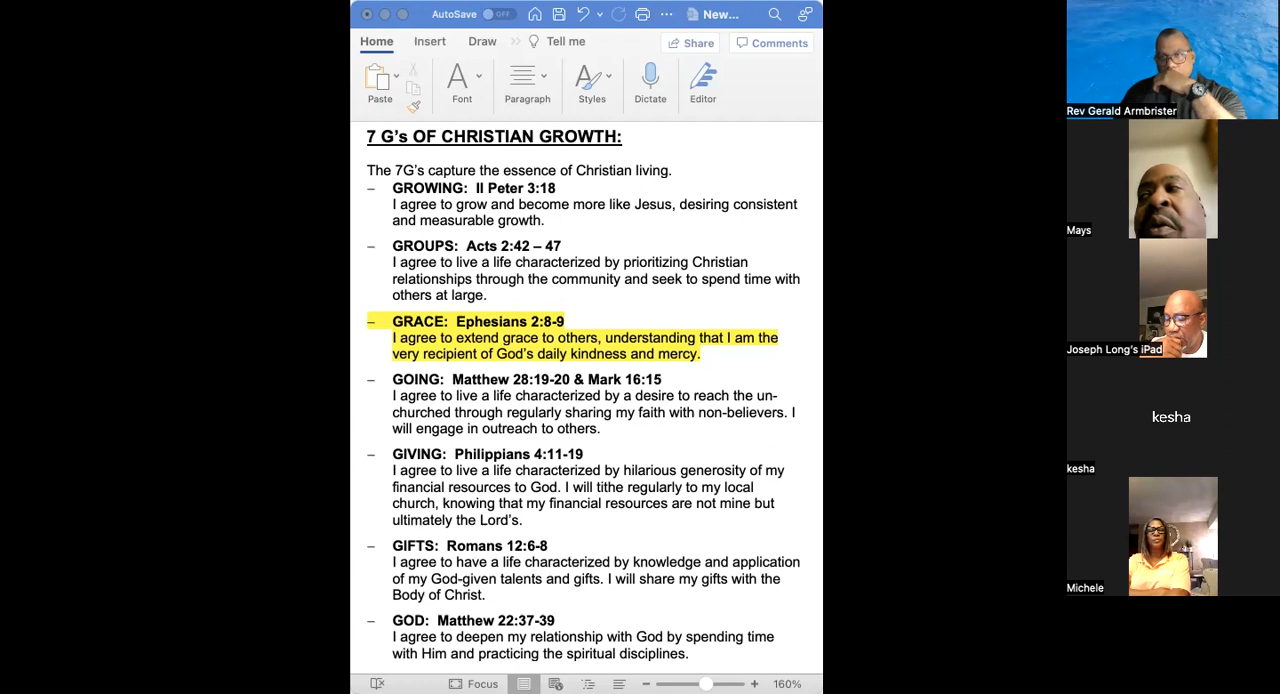 AutoSave OFF New...
Home Insert Draw Tell me Share Comments
Paste Font Paragraph Styles Dictate Editor
7 G's OF CHRISTIAN GROWTH:
The 7G's capture the essence of Christian living.
– GROWING: II Peter 3:18
I agree to grow and become more like Jesus, desiring consistent
and measurable growth.
– GROUPS: Acts 2:42 – 47
I agree to live a life characterized by prioritizing Christian
relationships through the community and seek to spend time with
others at large.
– GRACE: Ephesians 2:8-9
I agree to extend grace to others, understanding that I am the
very recipient of God's daily kindness and mercy.
– GOING: Matthew 28:19-20 & Mark 16:15
I agree to live a life characterized by a desire to reach the un-
churched through regularly sharing my faith with non-believers. I
will engage in outreach to others.
– GIVING: Philippians 4:11-19
I agree to live a life characterized by hilarious generosity of my
financial resources to God. I will tithe regularly to my local
church, knowing that my financial resources are not mine but
ultimately the Lord's.
– GIFTS: Romans 12:6-8
I agree to have a life characterized by knowledge and application
of my God-given talents and gifts. I will share my gifts with the
Body of Christ.
– GOD: Matthew 22:37-39
I agree to deepen my relationship with God by spending time
with Him and practicing the spiritual disciplines.
Focus 160%
Rev Gerald Armbrister
Mays
Joseph Long's iPad
kesha
kesha
Michele